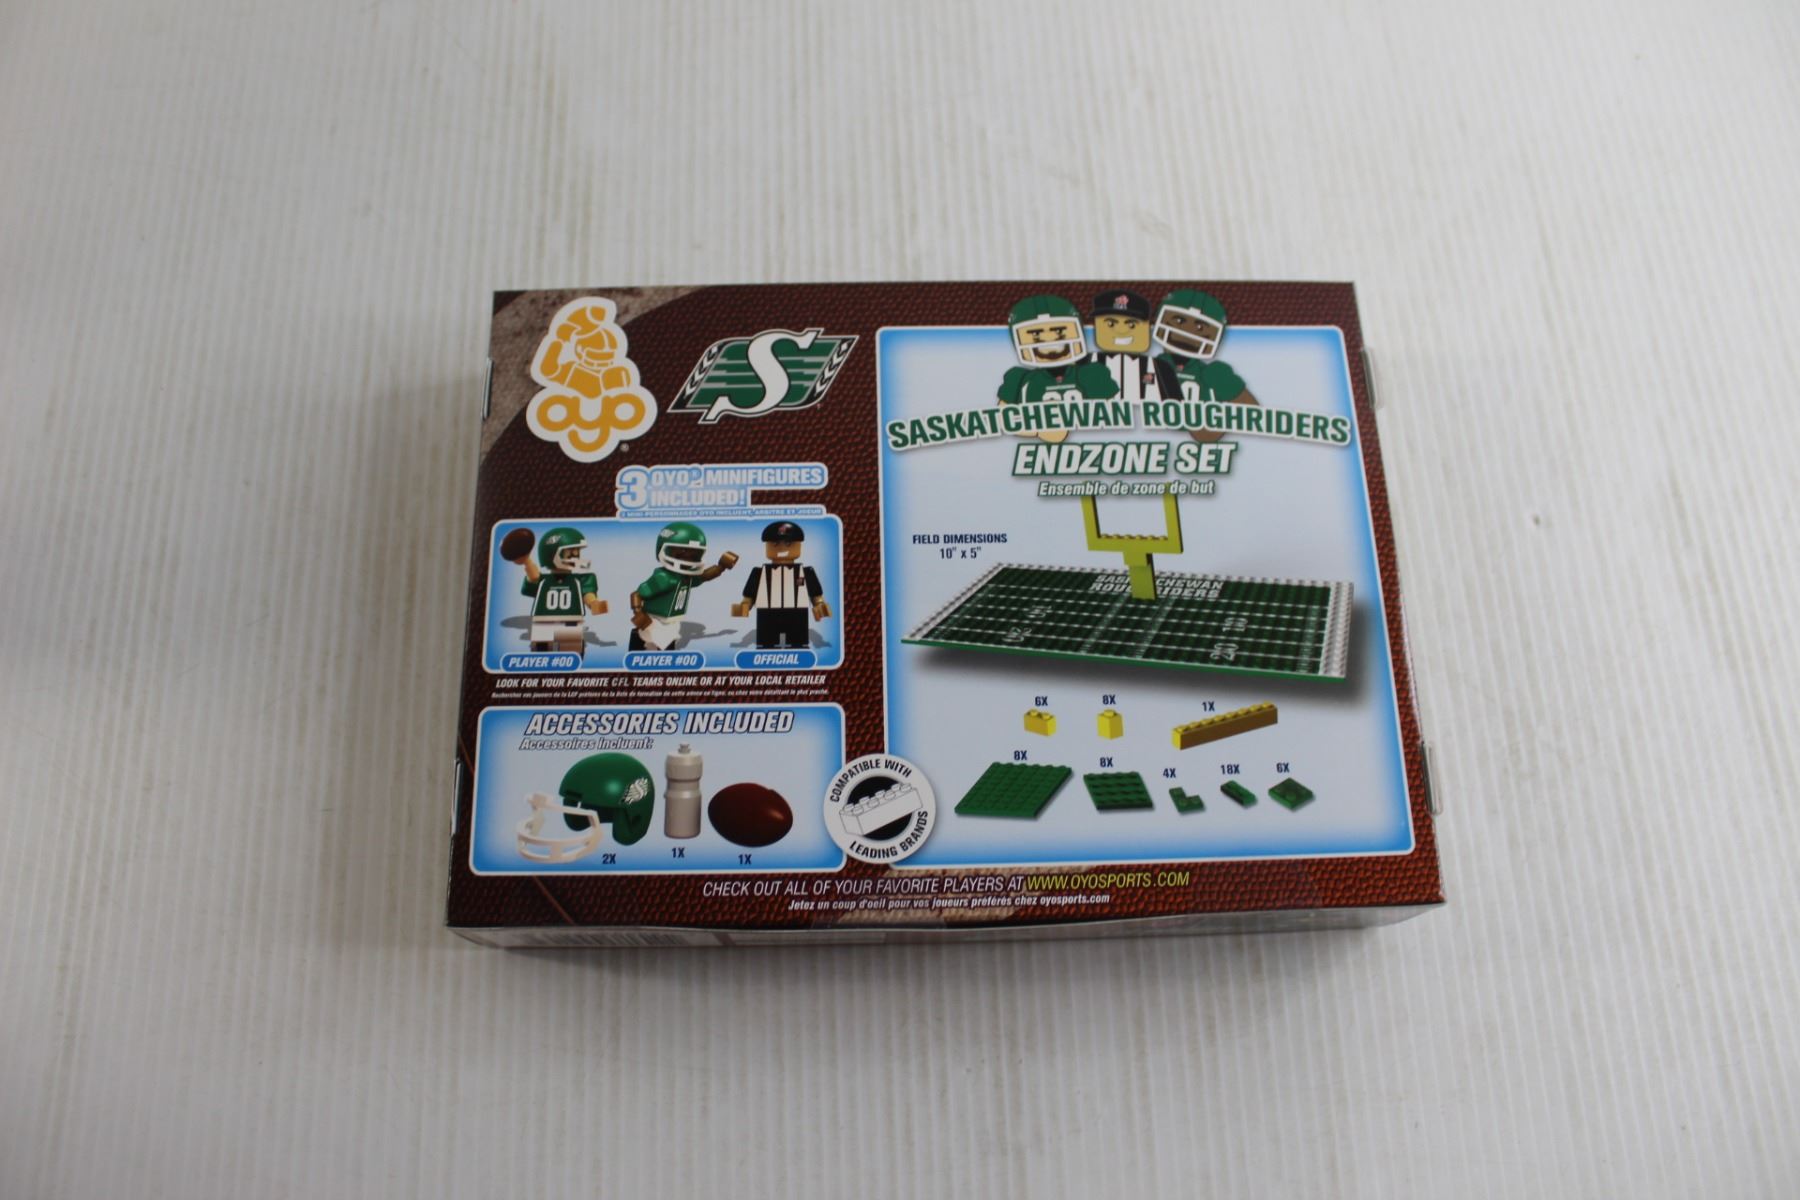 oyo®
S
3 OYO® MINIFIGURES
INCLUDED!
00
PLAYER #00
PLAYER #00
OFFICIAL
LOOK FOR YOUR FAVORITE CFL TEAMS ONLINE OR AT YOUR LOCAL RETAILER
ACCESSORIES INCLUDED
Accessoires Incluent:
2X
1X
1X
COMPATIBLE WITH
LEADING BRANDS
SASKATCHEWAN ROUGHRIDERS
ENDZONE SET
Ensemble de zone de but
FIELD DIMENSIONS
10" x 5"
6X
8X
1X
8X
8X
4X
18X
6X
CHECK OUT ALL OF YOUR FAVORITE PLAYERS AT WWW.OYOSPORTS.COM
Jetez un coup d'oeil pour vos joueurs préférés chez oyosports.com